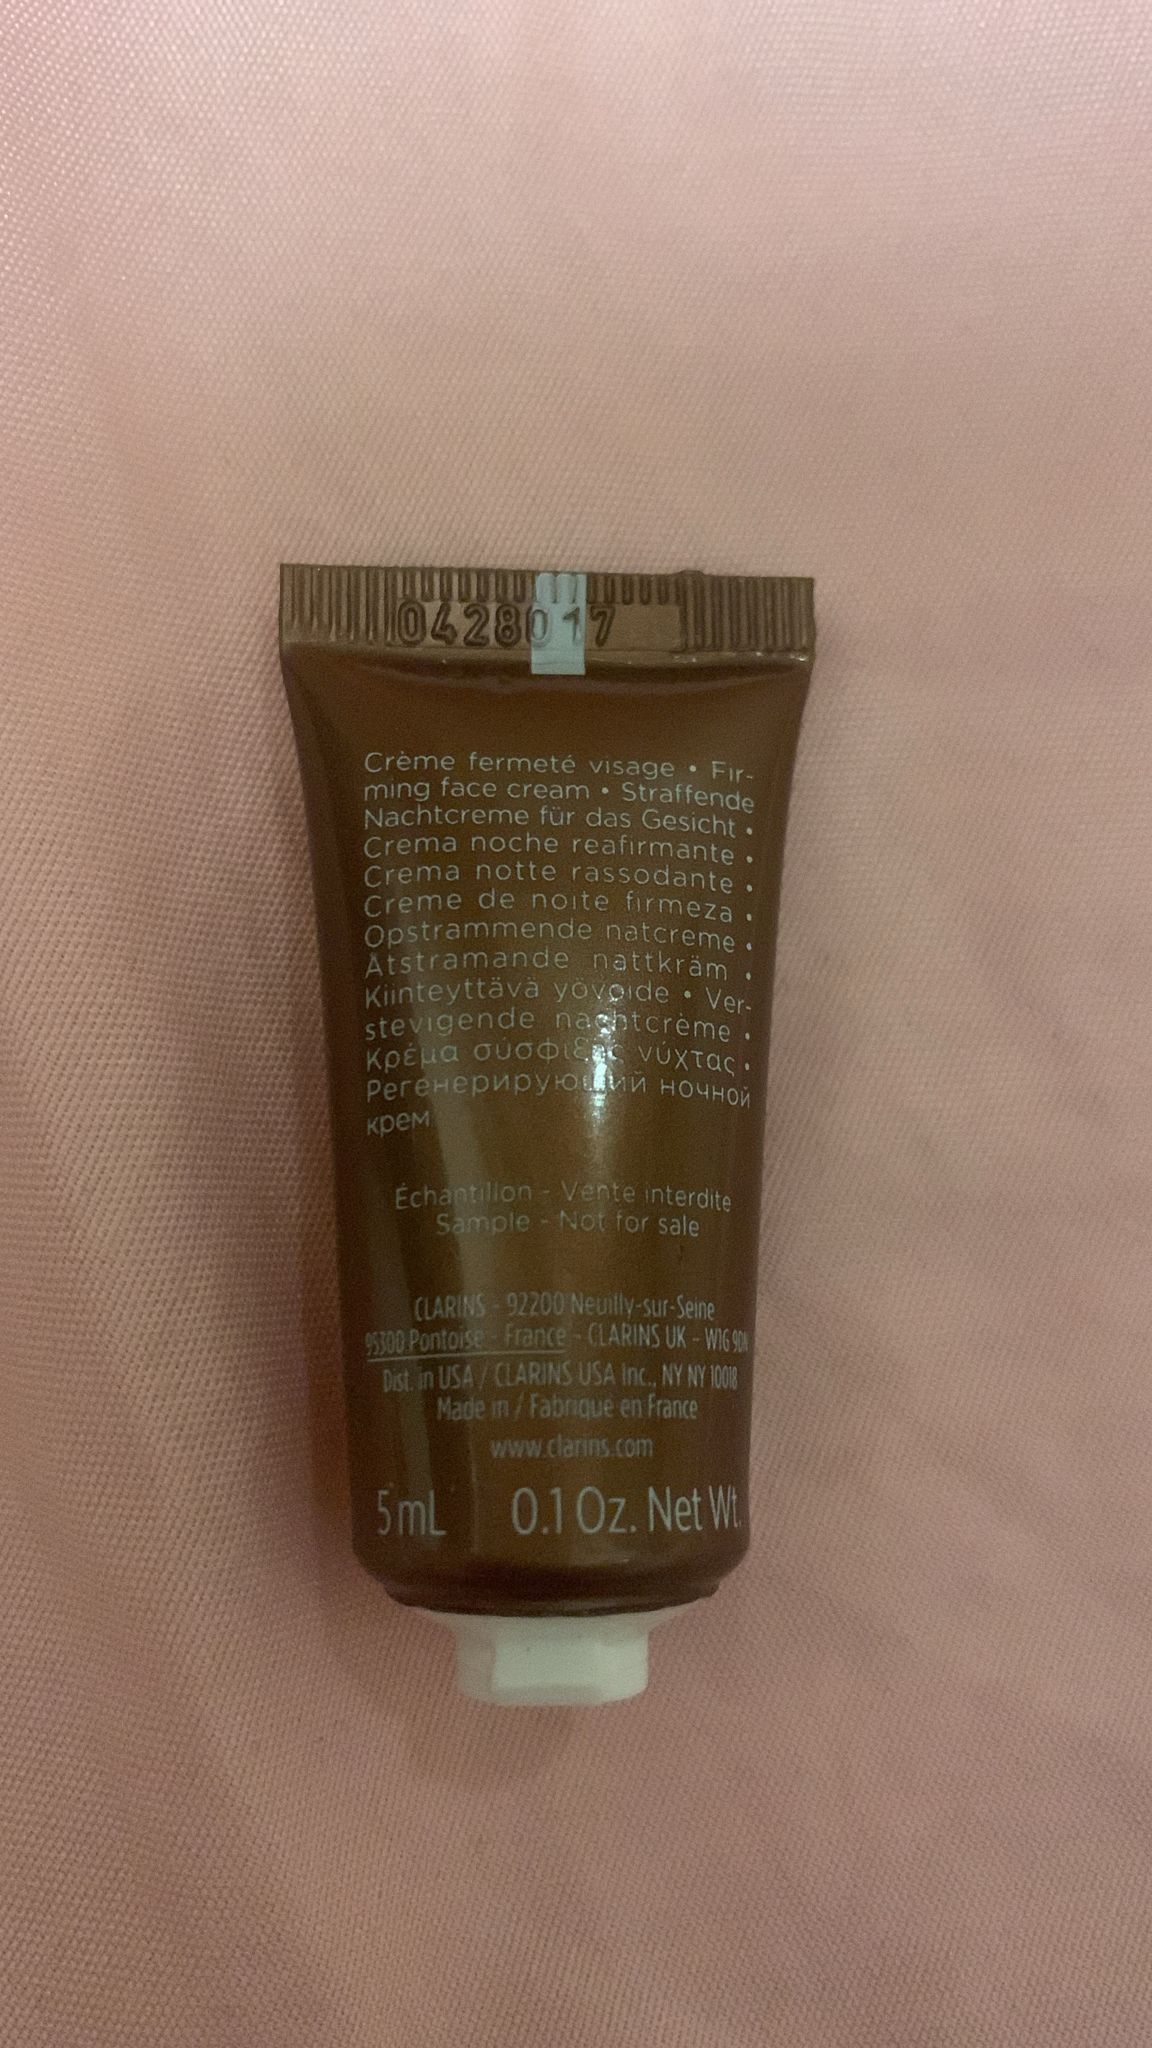 0428017
Crème fermeté visage • Fir-
ming face cream • Straffende
Nachtcreme für das Gesicht •
Crema noche reafirmante •
Crema notte rassodante •
Creme de noite firmeza •
Opstrammende natcreme •
Åtstramande nattkräm •
Kiinteyttävä yövoide • Ver-
stevigende nachtcrème •
Κρέμα σύσφιξης νύχτας •
Регенерирующий ночной
крем
Échantillon - Vente interdite
Sample - Not for sale
CLARINS - 92200 Neuilly-sur-Seine
95300 Pontoise - France - CLARINS UK - W1G 9DN
Dist. in USA / CLARINS USA Inc., NY NY 10018
Made in / Fabriqué en France
www.clarins.com
5 mL 0.1 Oz. Net Wt.